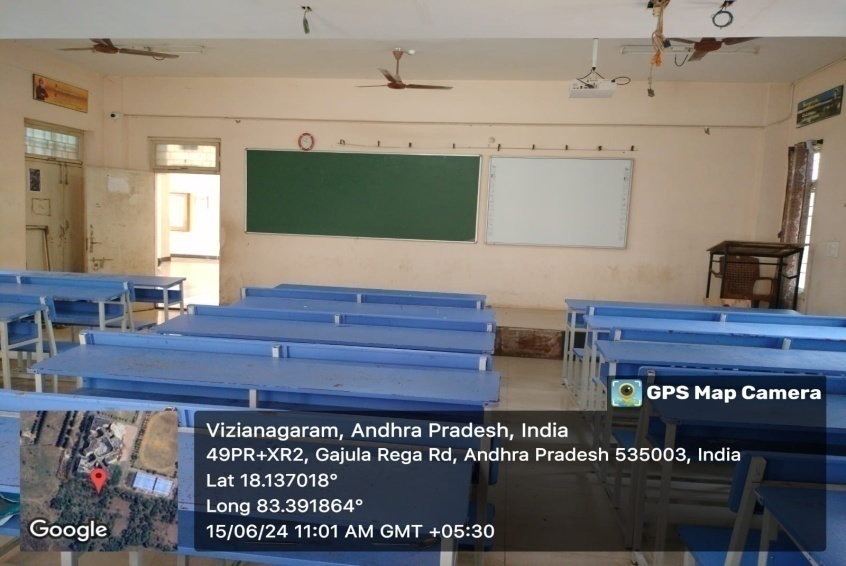 GPS Map Camera
Vizianagaram, Andhra Pradesh, India
49PR+XR2, Gajula Rega Rd, Andhra Pradesh 535003, India
Lat 18.137018°
Long 83.391864°
15/06/24 11:01 AM GMT +05:30
Google